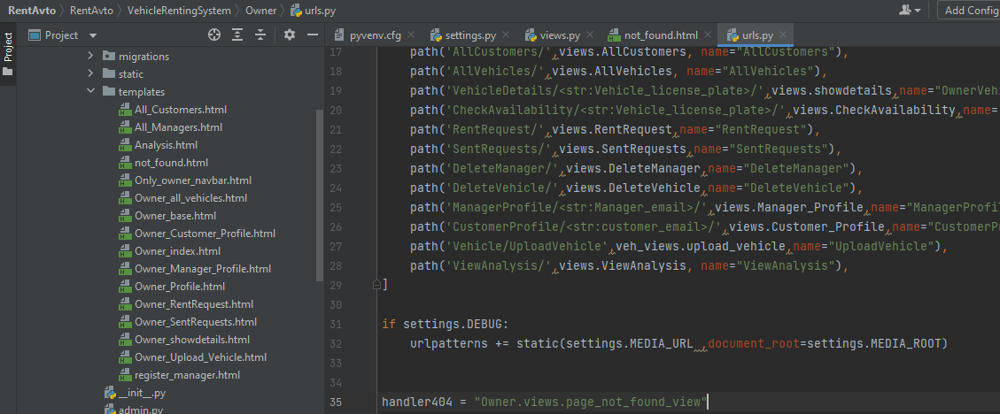 RentAvto
RentAvto
VehicleRentingSystem
Owner
urls.py
Add Config
Project
Project
pyvenv.cfg
settings.py
views.py
not_found.html
urls.py
migrations
static
templates
All_Customers.html
All_Managers.html
Analysis.html
not_found.html
Only_owner_navbar.html
Owner_all_vehicles.html
Owner_base.html
Owner_Customer_Profile.html
Owner_index.html
Owner_Manager_Profile.html
Owner_Profile.html
Owner_RentRequest.html
Owner_SentRequests.html
Owner_showdetails.html
Owner_Upload_Vehicle.html
register_manager.html
__init__.py
admin.py
17 path('AllCustomers/',views.AllCustomers, name="AllCustomers"),
18 path('AllVehicles/',views.AllVehicles, name="AllVehicles"),
19 path('VehicleDetails/<str:Vehicle_license_plate>/',views.showdetails,name="OwnerVeh
20 path('CheckAvailability/<str:Vehicle_license_plate>/',views.CheckAvailability,name=
21 path('RentRequest/',views.RentRequest,name="RentRequest"),
22 path('SentRequests/',views.SentRequests,name="SentRequests"),
23 path('DeleteManager/',views.DeleteManager,name="DeleteManager"),
24 path('DeleteVehicle/',views.DeleteVehicle,name="DeleteVehicle"),
25 path('ManagerProfile/<str:Manager_email>/',views.Manager_Profile,name="ManagerProfi
26 path('CustomerProfile/<str:customer_email>/',views.Customer_Profile,name="CustomerPr
27 path('Vehicle/UploadVehicle',veh_views.upload_vehicle,name="UploadVehicle"),
28 path('ViewAnalysis/',views.ViewAnalysis, name="ViewAnalysis"),
29 ]
30
31 if settings.DEBUG:
32 urlpatterns += static(settings.MEDIA_URL ,document_root=settings.MEDIA_ROOT)
33
34
35 handler404 = "Owner.views.page_not_found_view"